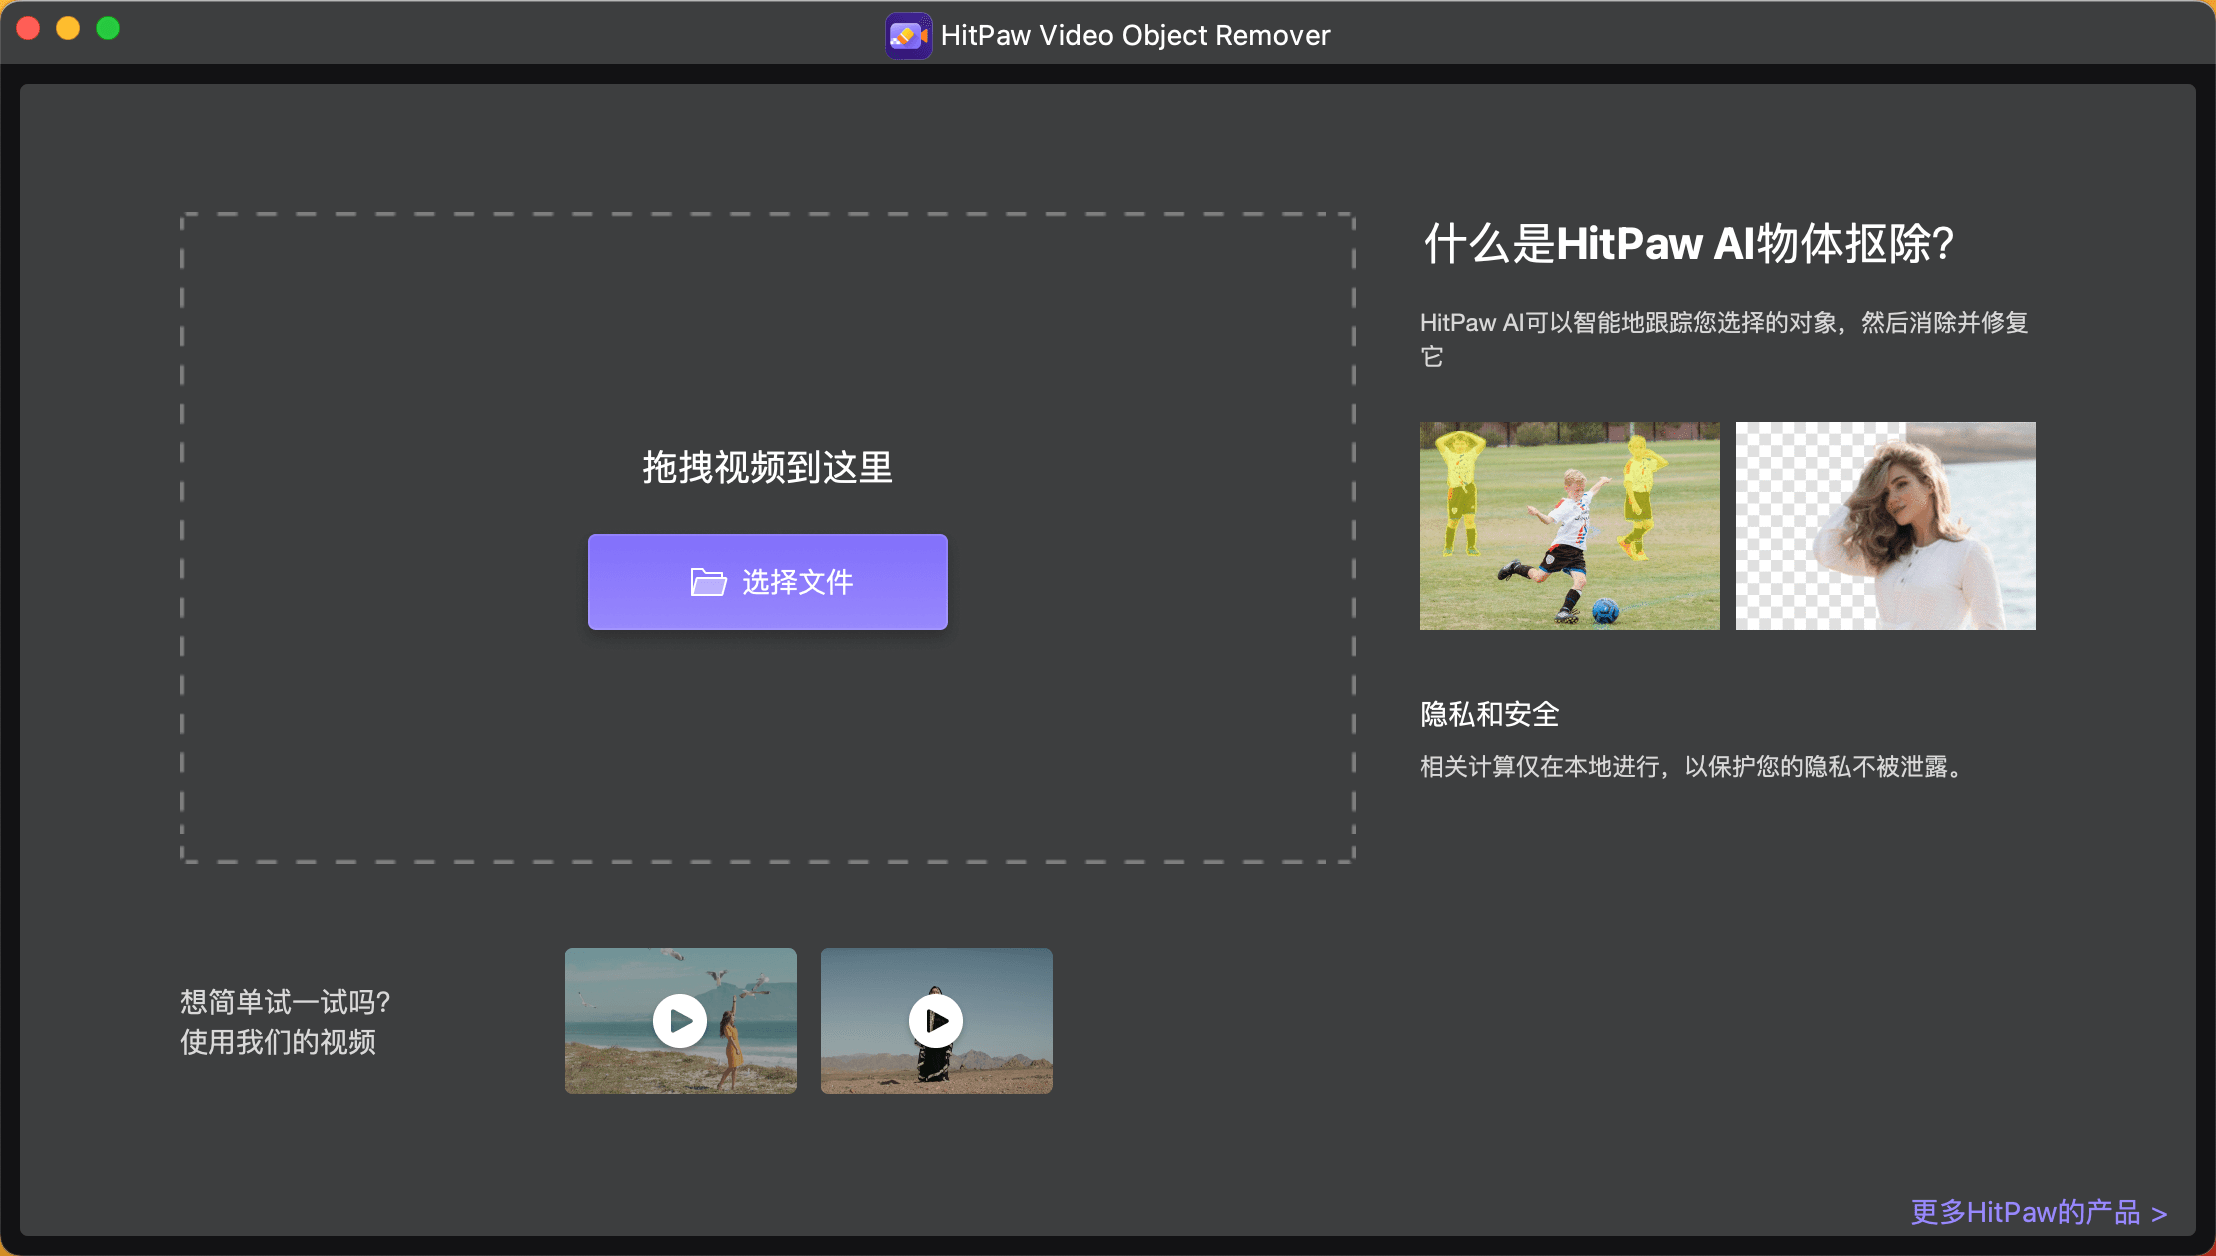 HitPaw Video Object Remover
拖拽视频到这里
选择文件
什么是HitPaw AI物体抠除?
HitPaw AI可以智能地跟踪您选择的对象，然后消除并修复
它
隐私和安全
相关计算仅在本地进行，以保护您的隐私不被泄露。
想简单试一试吗?
使用我们的视频
更多HitPaw的产品 >